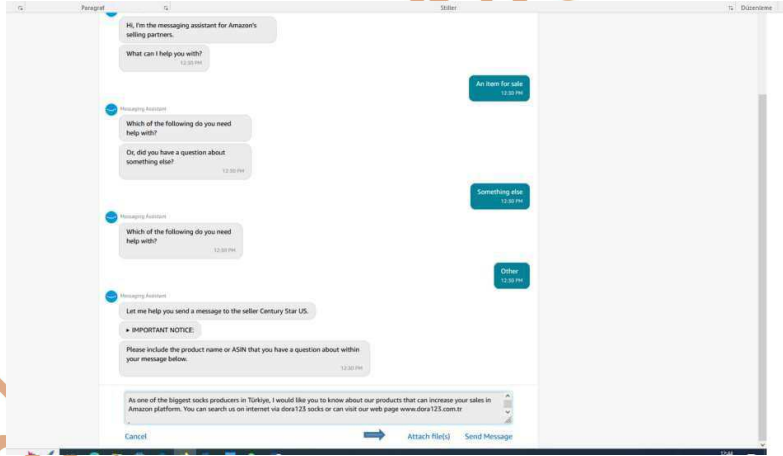 Paragraf
Stiller
Düzenleme
Hi, I'm the messaging assistant for Amazon's
selling partners.
What can I help you with?
12:30 PM
An item for sale
12:30 PM
Messaging Assistant
Which of the following do you need
help with?
Or, did you have a question about
something else?
12:30 PM
Something else
12:30 PM
Messaging Assistant
Which of the following do you need
help with?
12:30 PM
Other
12:30 PM
Messaging Assistant
Let me help you send a message to the seller Century Star US.
▸ IMPORTANT NOTICE:
Please include the product name or ASIN that you have a question about within
your message below.
12:30 PM
As one of the biggest socks producers in Türkiye, I would like you to know about our products that can increase your sales in
Amazon platform. You can search us on internet via dora123 socks or can visit our web page www.dora123.com.tr
Cancel
Attach file(s)
Send Message